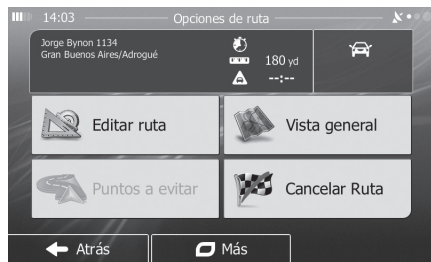 14:03 Opciones de ruta
Jorge Bynon 1134
Gran Buenos Aires/Adrogué
180 yd
--:--
Editar ruta
Vista general
Puntos a evitar
Cancelar Ruta
Atrás
Más